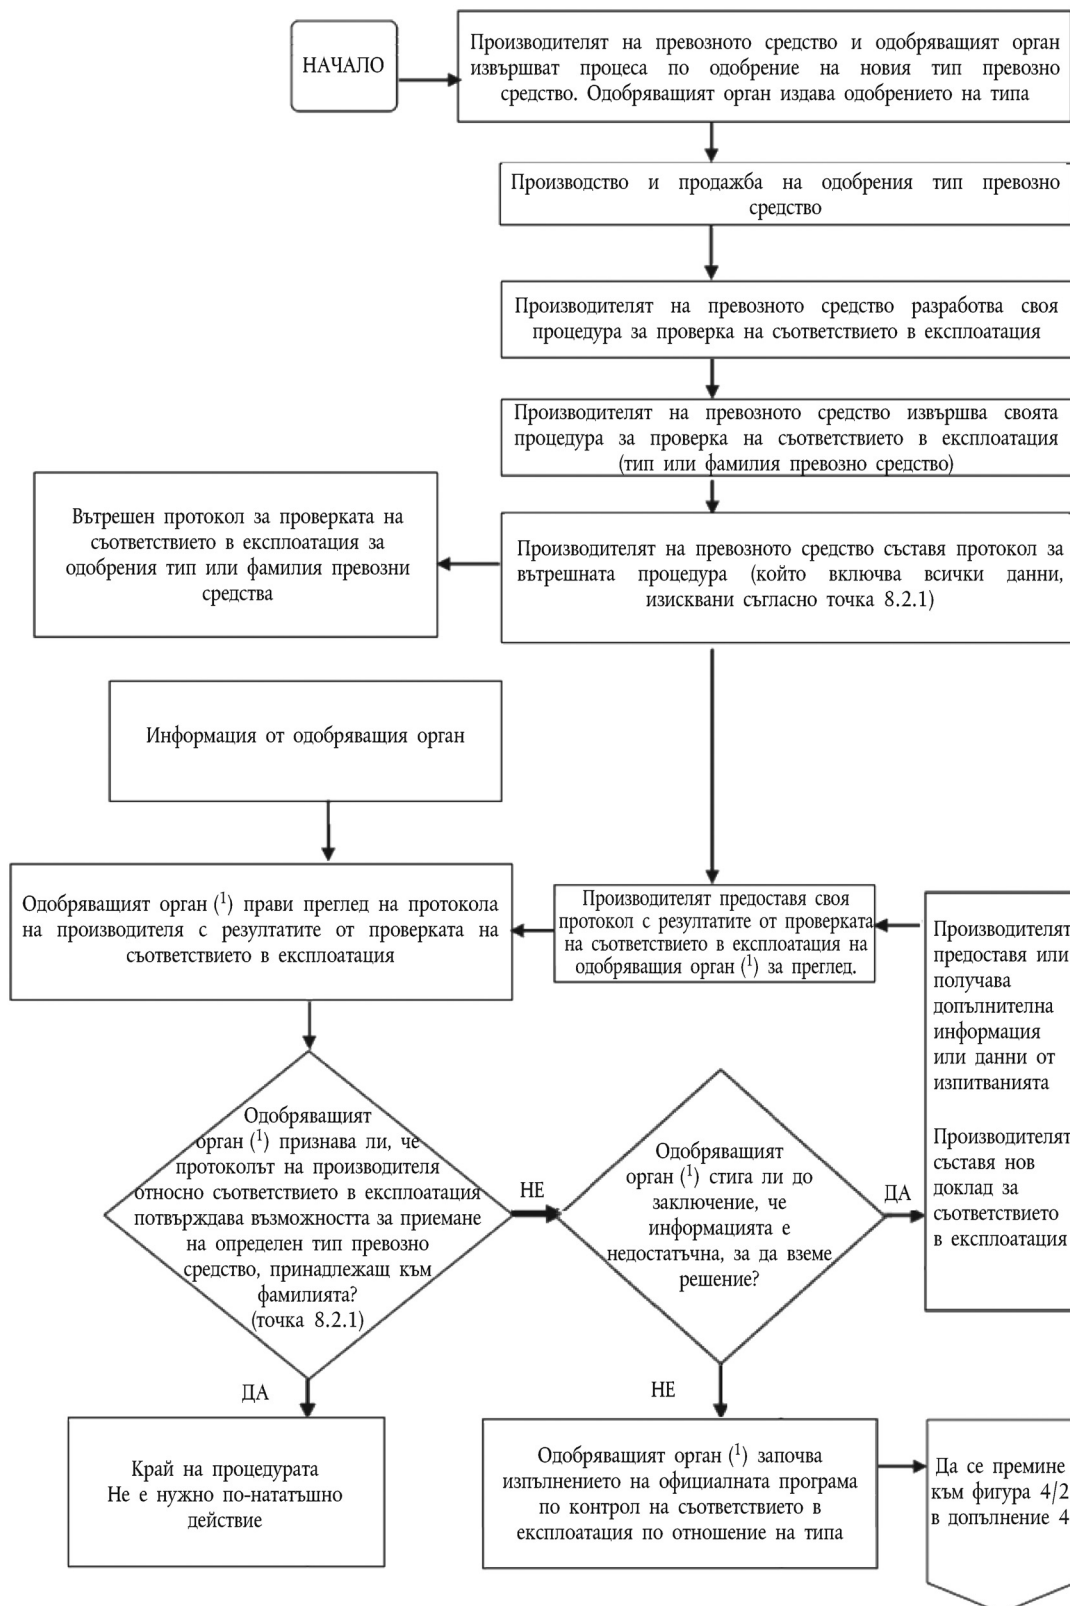 НАЧАЛО
Производителят на превозното средство и одобряващият орган
извършват процеса по одобрение на новия тип превозно
средство. Одобряващият орган издава одобрението на типа
Производство и продажба на одобрения тип превозно
средство
Производителят на превозното средство разработва своя
процедура за проверка на съответствието в експлоатация
Производителят на превозното средство извършва своята
процедура за проверка на съответствието в експлоатация
(тип или фамилия превозно средство)
Вътрешен протокол за проверката на
съответствието в експлоатация за
одобрения тип или фамилия превозни
средства
Производителят на превозното средство съставя протокол за
вътрешната процедура (който включва всички данни,
изисквани съгласно точка 8.2.1)
Информация от одобряващия орган
Одобряващият орган (1) прави преглед на протокола
на производителя с резултатите от проверката на
съответствието в експлоатация
Производителят предоставя своя
протокол с резултатите от проверката
на съответствието в експлоатация на
одобряващия орган (1) за преглед.
Производителят
предоставя или
получава
допълнителна
информация
или данни от
изпитванията
Производителят
съставя нов
доклад за
съответствието
в експлоатация
Одобряващият
орган (1) признава ли, че
протоколът на производителя
относно съответствието в експлоатация
потвърждава възможността за приемане
на определен тип превозно
средство, принадлежащ към
фамилията?
(точка 8.2.1)
НЕ
Одобряващият
орган (1) стига ли до
заключение, че
информацията е
недостатъчна, за да вземе
решение?
ДА
ДА
НЕ
Край на процедурата
Не е нужно по-нататъшно
действие
Одобряващият орган (1) започва
изпълнението на официалната програма
по контрол на съответствието в
експлоатация по отношение на типа
Да се премине
към фигура 4/2
в допълнение 4